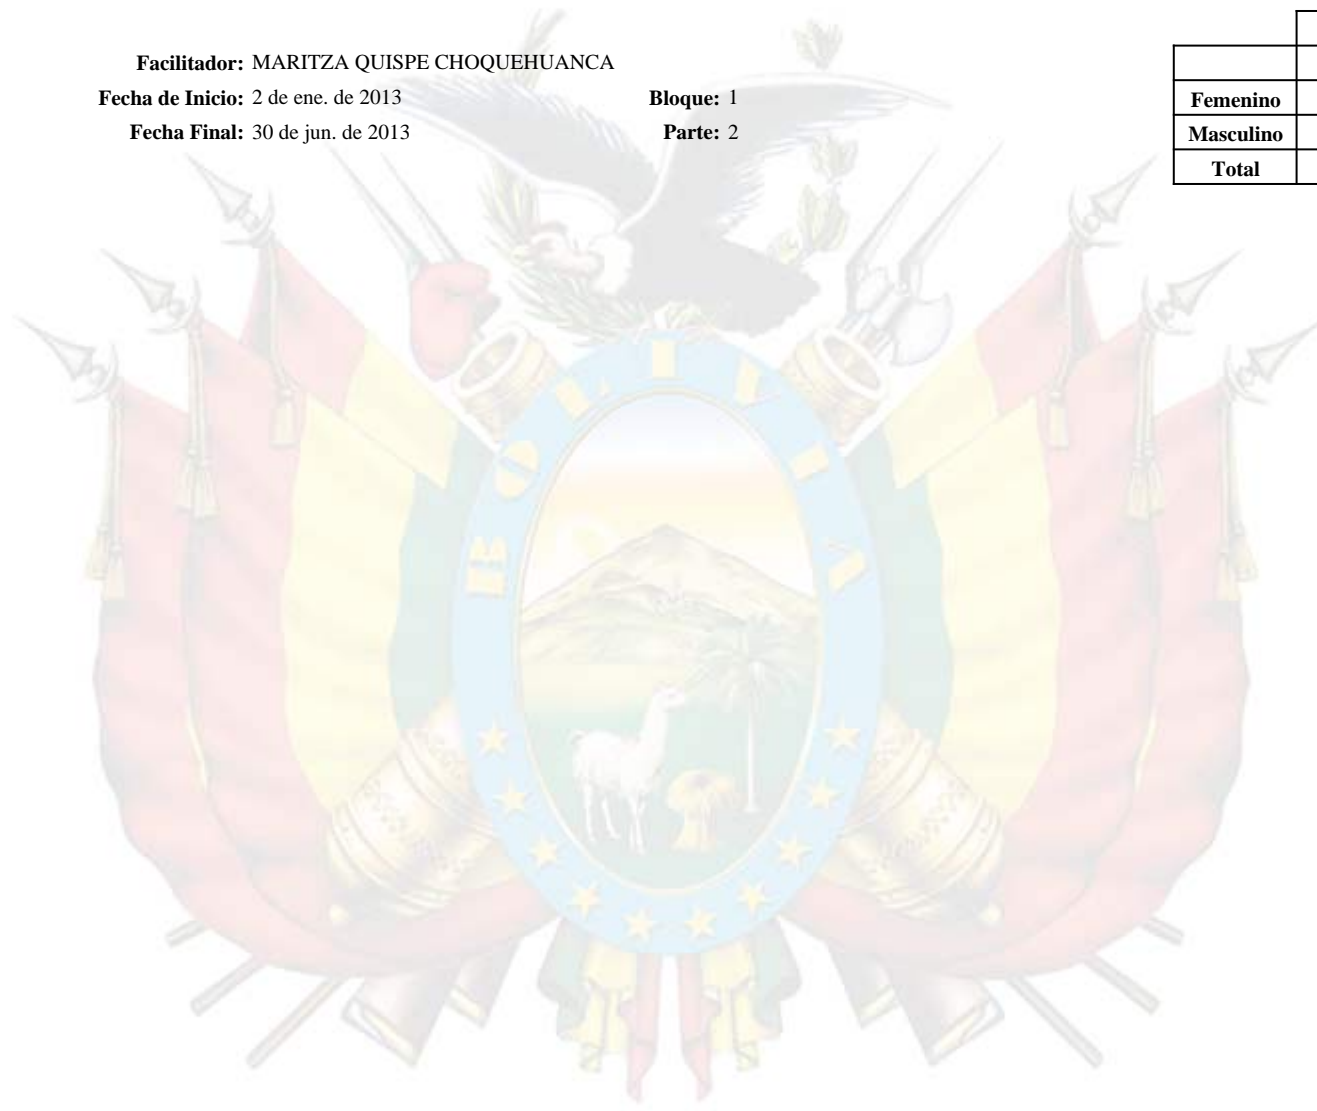 Facilitador: MARITZA QUISPE CHOQUEHUANCA
Fecha de Inicio: 2 de ene. de 2013 Bloque: 1
Fecha Final: 30 de jun. de 2013 Parte: 2
Femenino
Masculino
Total
BOLIVIA